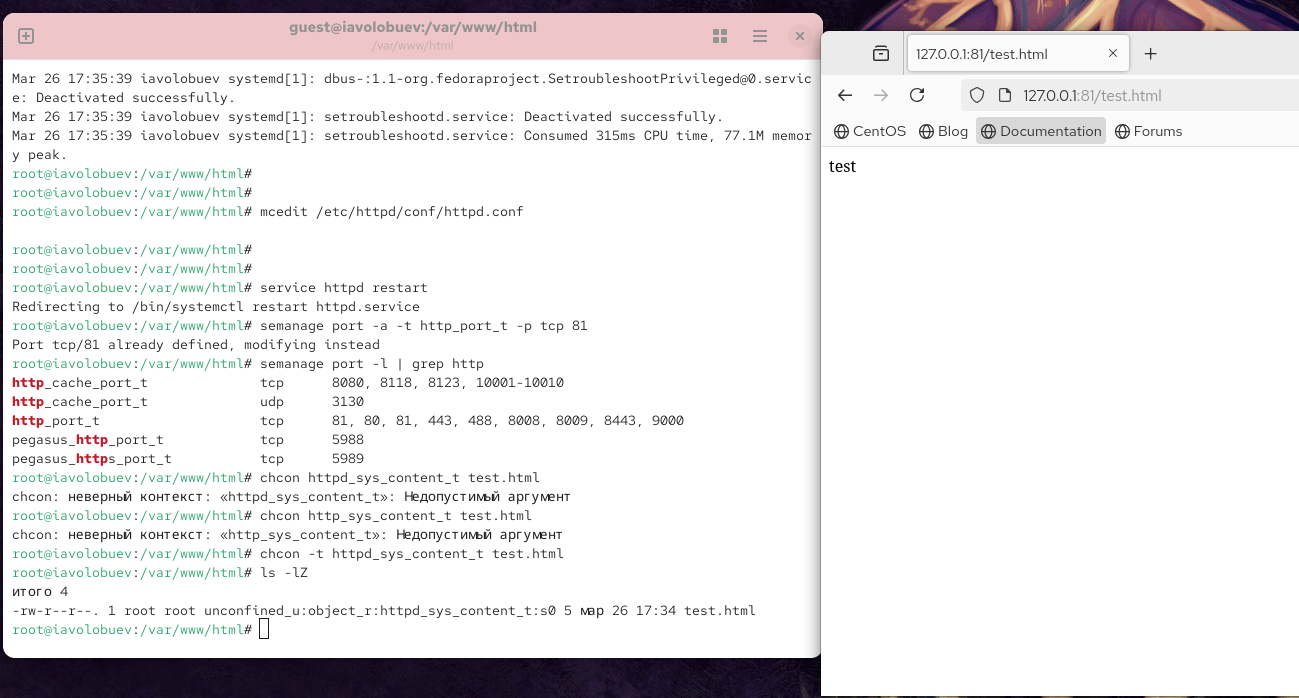 guest@iavolobuev:/var/www/html
/var/www/html
Mar 26 17:35:39 iavolobuev systemd[1]: dbus-:1.1-org.fedoraproject.SetroubleshootPrivileged@0.servic
e: Deactivated successfully.
Mar 26 17:35:39 iavolobuev systemd[1]: setroubleshootd.service: Deactivated successfully.
Mar 26 17:35:39 iavolobuev systemd[1]: setroubleshootd.service: Consumed 315ms CPU time, 77.1M memor
y peak.
root@iavolobuev:/var/www/html#
root@iavolobuev:/var/www/html#
root@iavolobuev:/var/www/html# mcedit /etc/httpd/conf/httpd.conf
root@iavolobuev:/var/www/html#
root@iavolobuev:/var/www/html#
root@iavolobuev:/var/www/html# service httpd restart
Redirecting to /bin/systemctl restart httpd.service
root@iavolobuev:/var/www/html# semanage port -a -t http_port_t -p tcp 81
Port tcp/81 already defined, modifying instead
root@iavolobuev:/var/www/html# semanage port -l | grep http
http_cache_port_t              tcp      8080, 8118, 8123, 10001-10010
http_cache_port_t              udp      3130
http_port_t                    tcp      81, 80, 81, 443, 488, 8008, 8009, 8443, 9000
pegasus_http_port_t            tcp      5988
pegasus_https_port_t           tcp      5989
root@iavolobuev:/var/www/html# chcon httpd_sys_content_t test.html
chcon: неверный контекст: «httpd_sys_content_t»: Недопустимый аргумент
root@iavolobuev:/var/www/html# chcon http_sys_content_t test.html
chcon: неверный контекст: «http_sys_content_t»: Недопустимый аргумент
root@iavolobuev:/var/www/html# chcon -t httpd_sys_content_t test.html
root@iavolobuev:/var/www/html# ls -lZ
итого 4
-rw-r--r--. 1 root root unconfined_u:object_r:httpd_sys_content_t:s0 5 мар 26 17:34 test.html
root@iavolobuev:/var/www/html#
127.0.0.1:81/test.html
127.0.0.1:81/test.html
CentOS Blog Documentation Forums
test